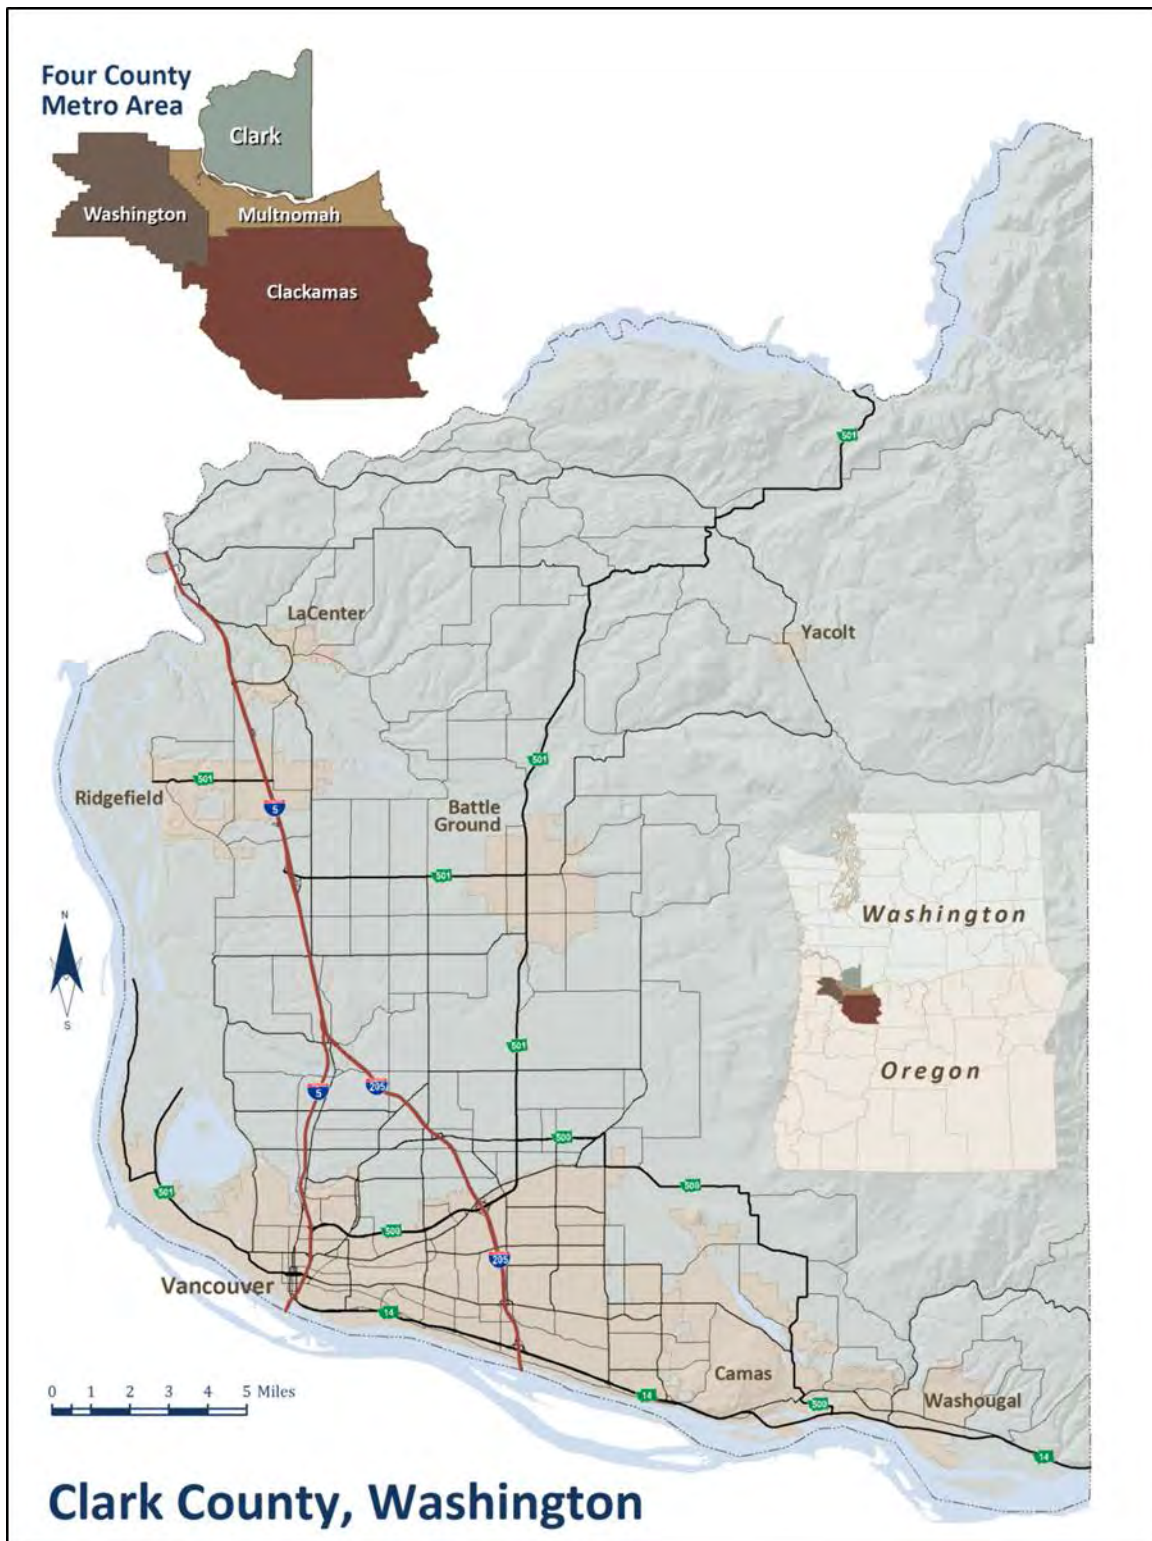 Four County
Metro Area
Clark
Washington
Multnomah
Clackamas
501
LaCenter
Yacolt
501
501
Ridgefield
5
Battle
Ground
501
Washington
N
S
501
Oregon
5
205
500
501
500
500
205
Vancouver
14
Camas
0 1 2 3 4 5 Miles
14
500
Washougal
14
Clark County, Washington